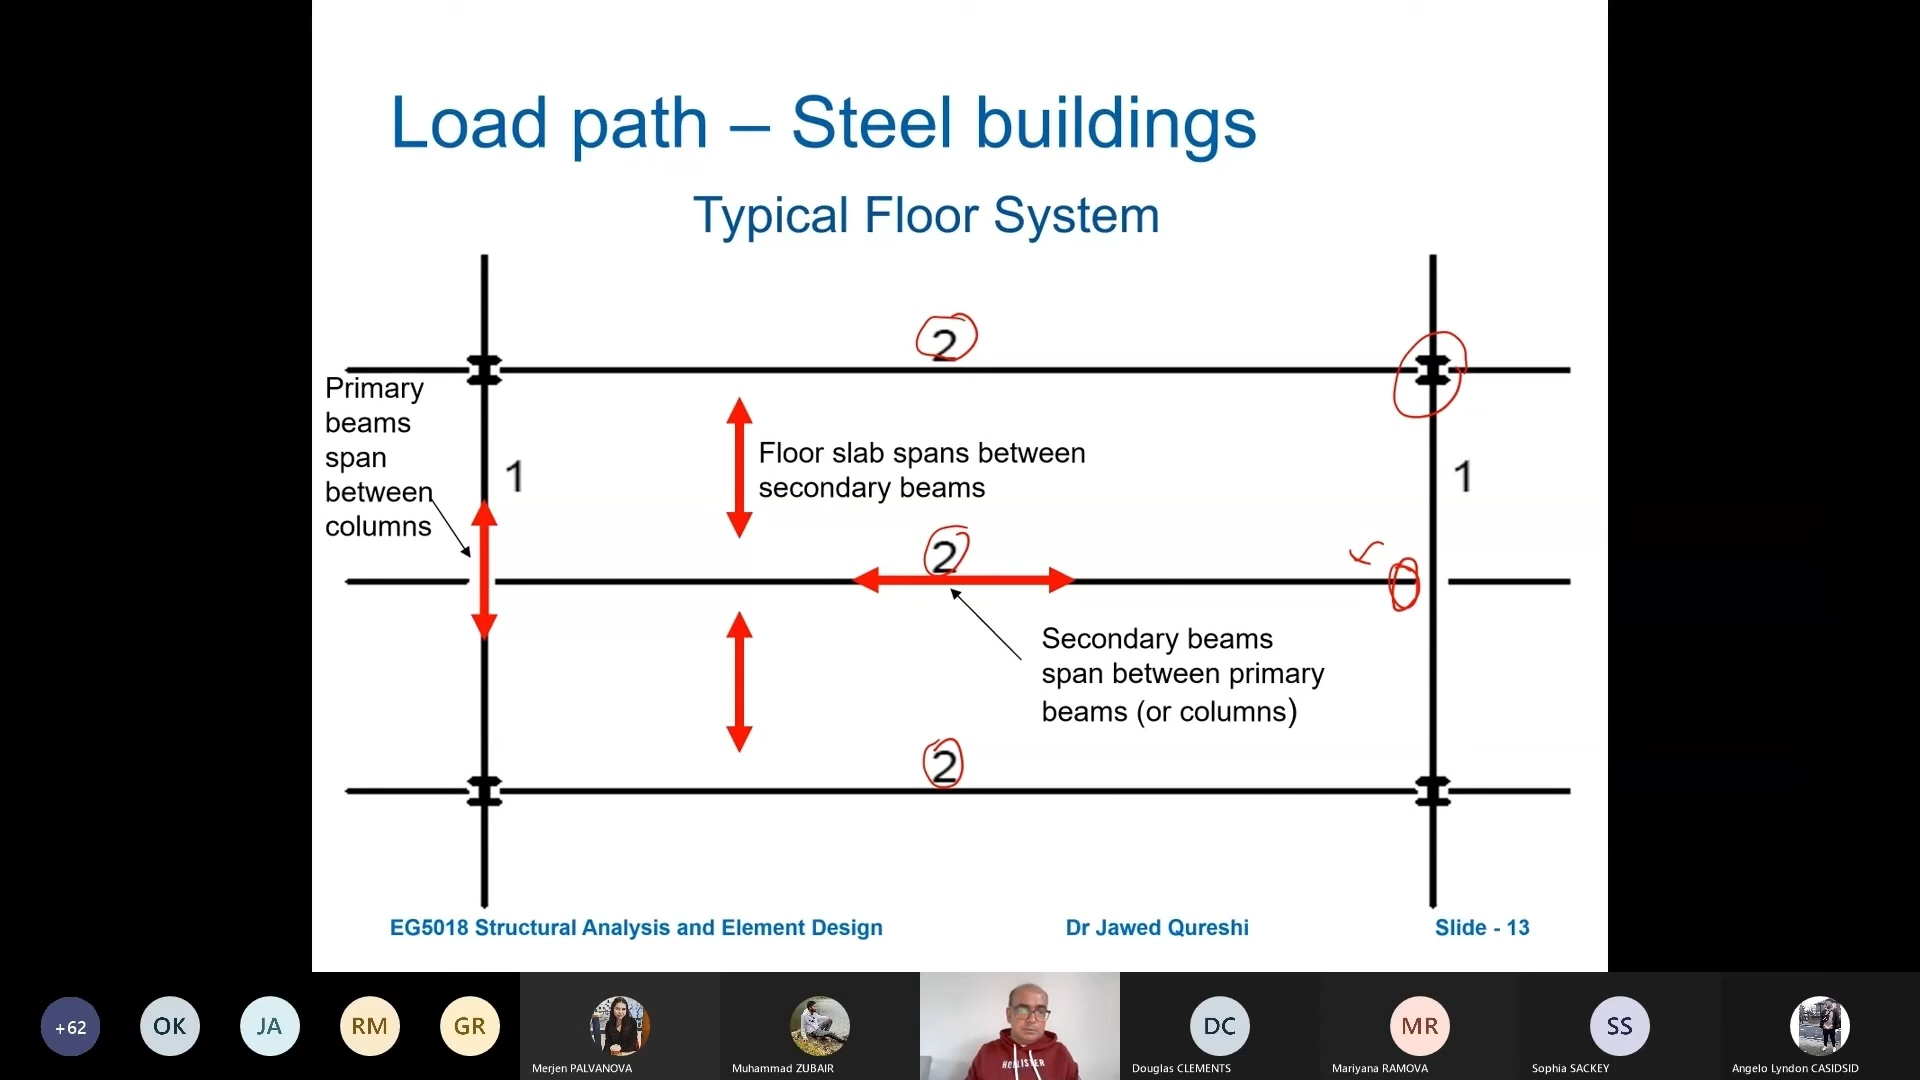 Load path – Steel buildings
Typical Floor System
2
Primary
beams
span
between
columns
1
Floor slab spans between
secondary beams
1
2
Secondary beams
span between primary
beams (or columns)
2
EG5018 Structural Analysis and Element Design
Dr Jawed Qureshi
Slide - 13
+62
OK
JA
RM
GR
Merjen PALVANOVA
Muhammad ZUBAIR
HOLLISTER
DC
Douglas CLEMENTS
MR
Mariyana RAMOVA
SS
Sophia SACKEY
Angelo Lyndon CASIDSID